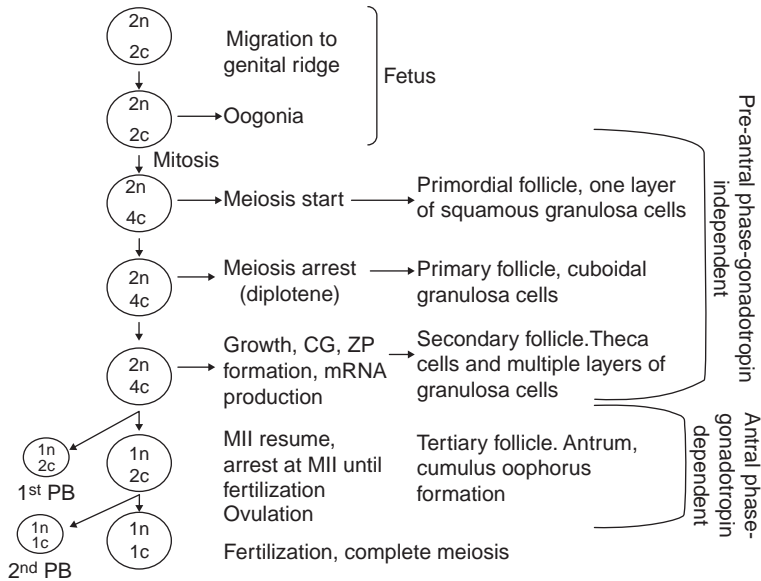 2n
2c
Migration to
genital ridge
Fetus
2n
2c
Oogonia
Mitosis
2n
4c
Meiosis start
Primordial follicle, one layer
of squamous granulosa cells
2n
4c
Meiosis arrest
(diplotene)
Primary follicle, cuboidal
granulosa cells
2n
4c
Growth, CG, ZP
formation, mRNA
production
Secondary follicle.Theca
cells and multiple layers of
granulosa cells
Pre-antral phase-gonadotropin
independent
1n
2c
1st PB
1n
2c
MII resume,
arrest at MII until
fertilization
Ovulation
Tertiary follicle. Antrum,
cumulus oophorus
formation
Antral phase-
gonadotropin
dependent
1n
1c
2nd PB
1n
1c
Fertilization, complete meiosis